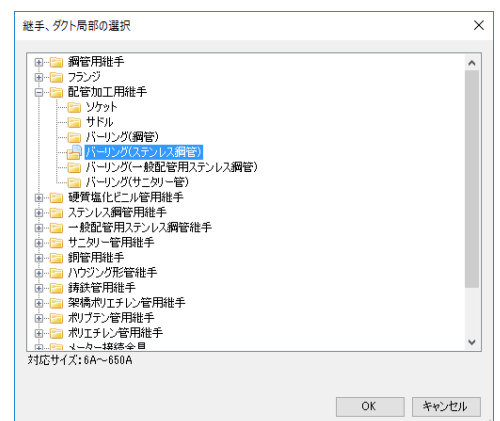 継手、ダクト局部の選択
鋼管用継手
フランジ
配管加工用継手
ソケット
サドル
バーリング(鋼管)
バーリング(ステンレス鋼管)
バーリング(一般配管用ステンレス鋼管)
バーリング(サニタリー管)
硬質塩化ビニル管用継手
ステンレス鋼管用継手
一般配管用ステンレス鋼管継手
サニタリー管用継手
銅管用継手
ハウジング形管継手
鋳鉄管用継手
架橋ポリエチレン管用継手
ポリブテン管用継手
ポリエチレン管用継手
メーター接続金具
対応サイズ:6A～650A
OK
キャンセル